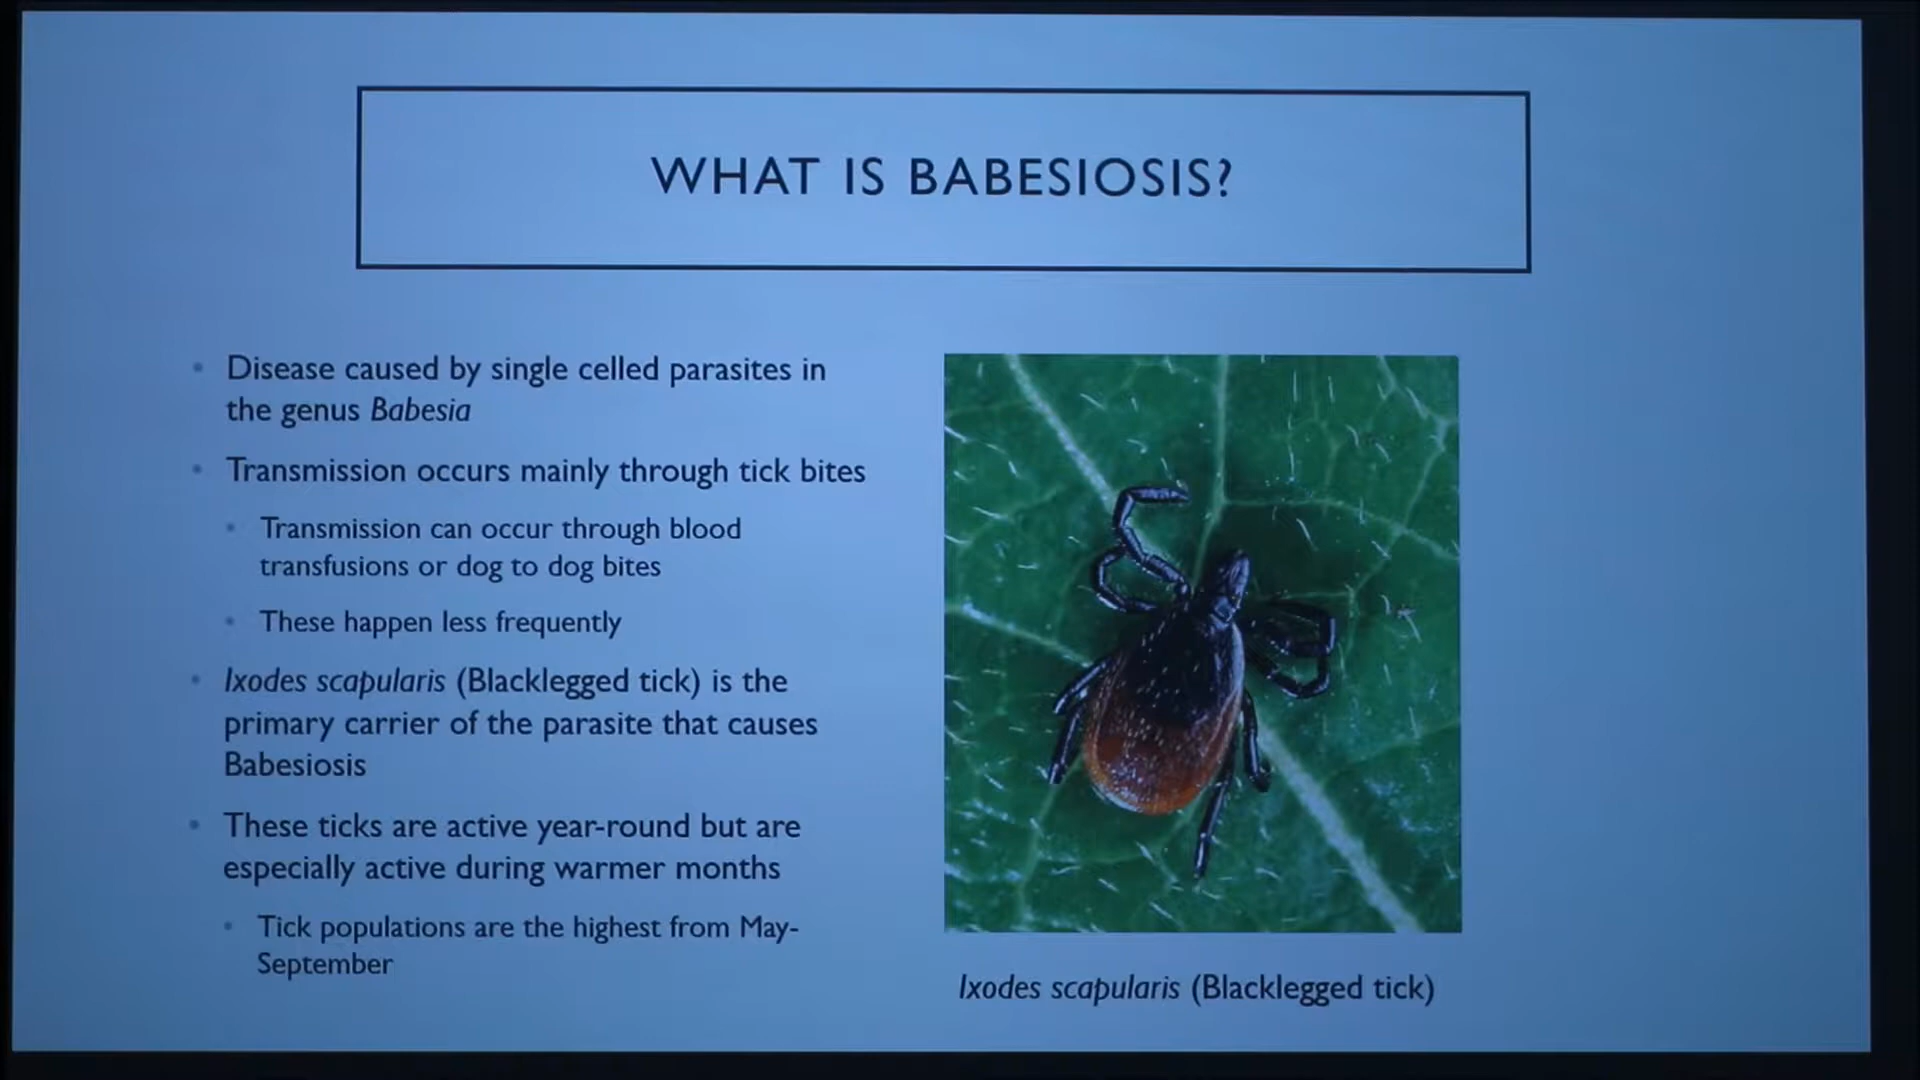 WHAT IS BABESIOSIS?
Disease caused by single celled parasites in
the genus Babesia
Transmission occurs mainly through tick bites
Transmission can occur through blood
transfusions or dog to dog bites
These happen less frequently
Ixodes scapularis (Blacklegged tick) is the
primary carrier of the parasite that causes
Babesiosis
These ticks are active year-round but are
especially active during warmer months
Tick populations are the highest from May-
September
Ixodes scapularis (Blacklegged tick)